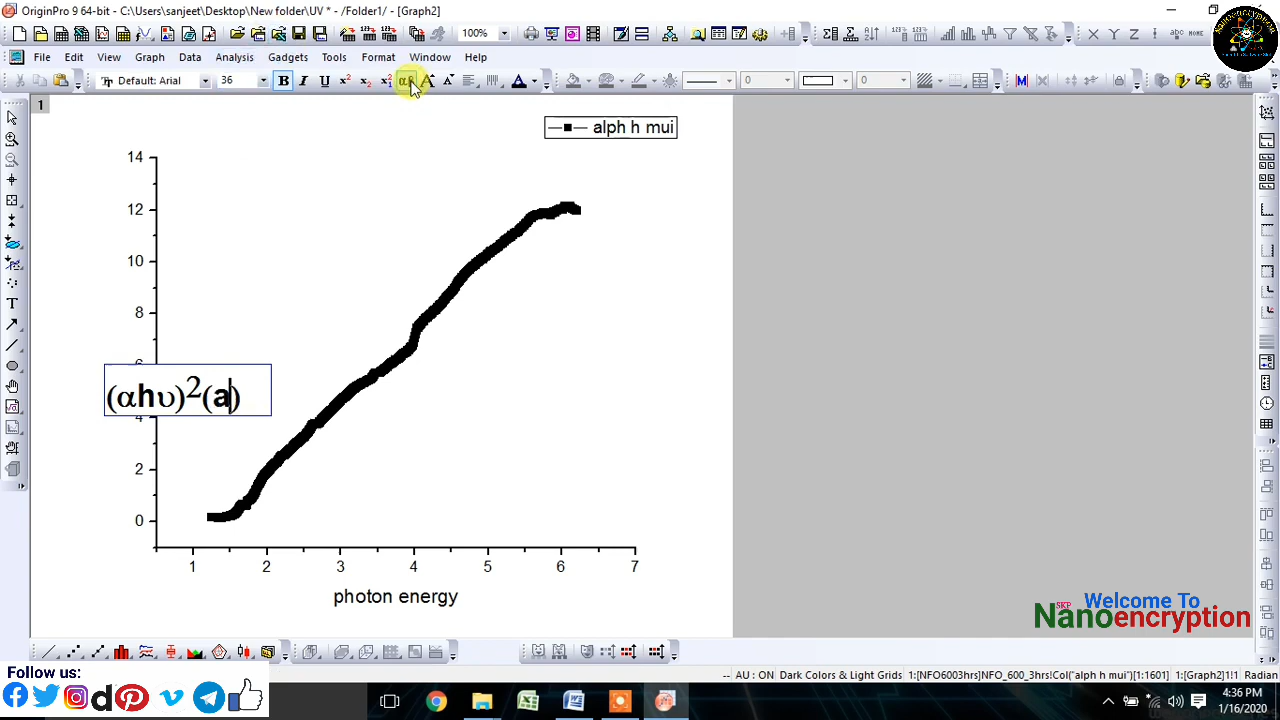 OriginPro 9 64-bit - C:\Users\sanjeet\Desktop\New folder\UV * - /Folder1/ - [Graph2]
100%
File Edit View Graph Data Analysis Gadgets Tools Format Window Help
Default: Arial 36 B I U αβ A A A 0 0
1
alph h mui
14
12
10
8
6
4
2
0
(αhυ)²(a)
1 2 3 4 5 6 7
photon energy
Welcome To
SKP
Nanoencryption
Follow us:
-- AU : ON Dark Colors & Light Grids 1:[NFO6003hrs]NFO_600_3hrs!Col("alph h mui")[1:1601] 1:[Graph2]1!1 Radian
4:36 PM
1/16/2020